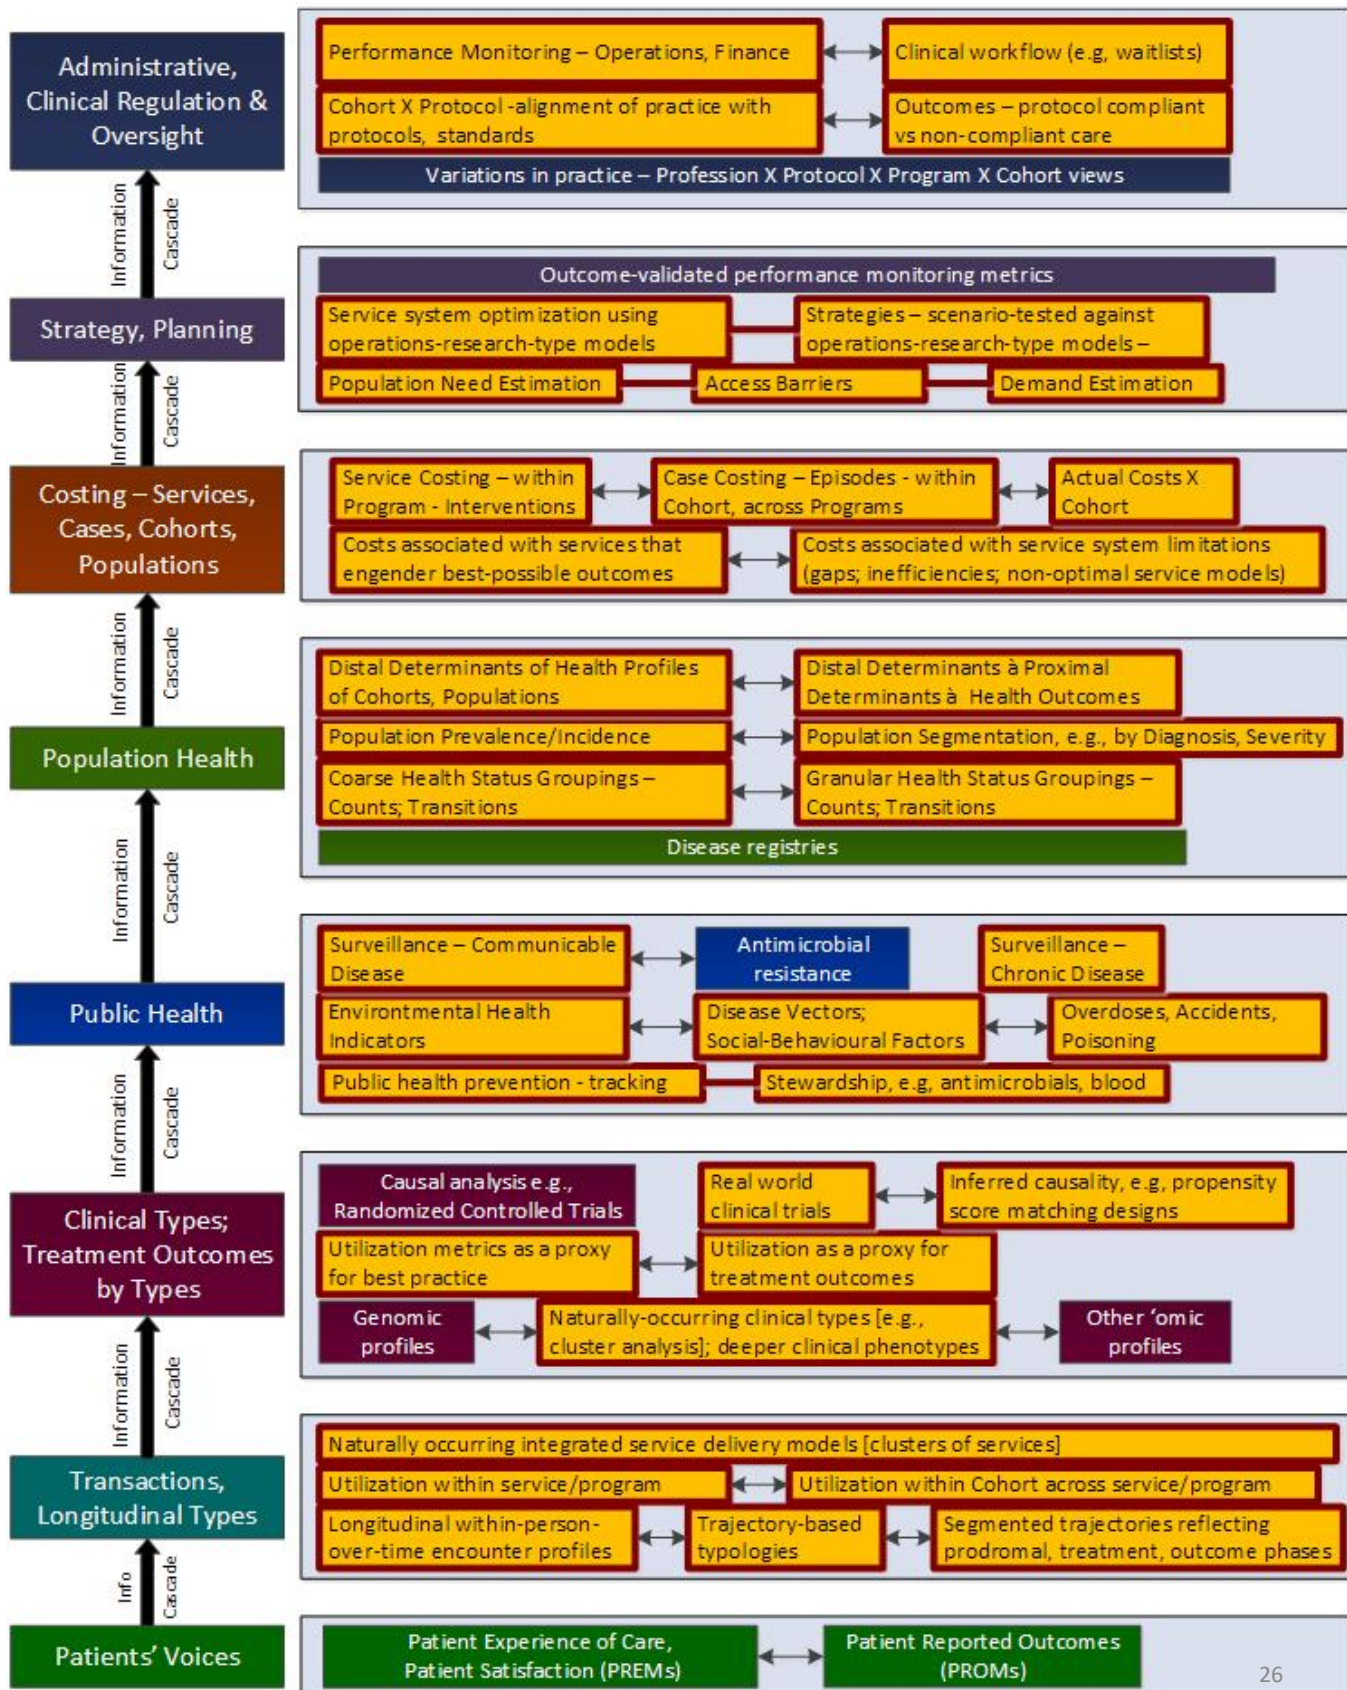 Administrative,
Clinical Regulation &
Oversight
Performance Monitoring – Operations, Finance
Clinical workflow (e.g, waitlists)
Cohort X Protocol -alignment of practice with
protocols, standards
Outcomes – protocol compliant
vs non-compliant care
Variations in practice – Profession X Protocol X Program X Cohort views
Information
Cascade
Strategy, Planning
Outcome-validated performance monitoring metrics
Service system optimization using
operations-research-type models
Strategies – scenario-tested against
operations-research-type models –
Population Need Estimation
Access Barriers
Demand Estimation
Information
Cascade
Costing – Services,
Cases, Cohorts,
Populations
Service Costing – within
Program - Interventions
Case Costing – Episodes - within
Cohort, across Programs
Actual Costs X
Cohort
Costs associated with services that
engender best-possible outcomes
Costs associated with service system limitations
(gaps; inefficiencies; non-optimal service models)
Information
Cascade
Population Health
Distal Determinants of Health Profiles
of Cohorts, Populations
Distal Determinants à Proximal
Determinants à Health Outcomes
Population Prevalence/Incidence
Population Segmentation, e.g., by Diagnosis, Severity
Coarse Health Status Groupings –
Counts; Transitions
Granular Health Status Groupings –
Counts; Transitions
Disease registries
Information
Cascade
Public Health
Surveillance – Communicable
Disease
Antimicrobial
resistance
Surveillance –
Chronic Disease
Environtmental Health
Indicators
Disease Vectors;
Social-Behavioural Factors
Overdoses, Accidents,
Poisoning
Public health prevention - tracking
Stewardship, e.g, antimicrobials, blood
Information
Cascade
Clinical Types;
Treatment Outcomes
by Types
Causal analysis e.g.,
Randomized Controlled Trials
Real world
clinical trials
Inferred causality, e.g, propensity
score matching designs
Utilization metrics as a proxy
for best practice
Utilization as a proxy for
treatment outcomes
Genomic
profiles
Naturally-occurring clinical types [e.g.,
cluster analysis]; deeper clinical phenotypes
Other ‘omic
profiles
Information
Cascade
Transactions,
Longitudinal Types
Naturally occurring integrated service delivery models [clusters of services]
Utilization within service/program
Utilization within Cohort across service/program
Longitudinal within-person-
over-time encounter profiles
Trajectory-based
typologies
Segmented trajectories reflecting
prodromal, treatment, outcome phases
Info
Cascade
Patients’ Voices
Patient Experience of Care,
Patient Satisfaction (PREMs)
Patient Reported Outcomes
(PROMs)
26